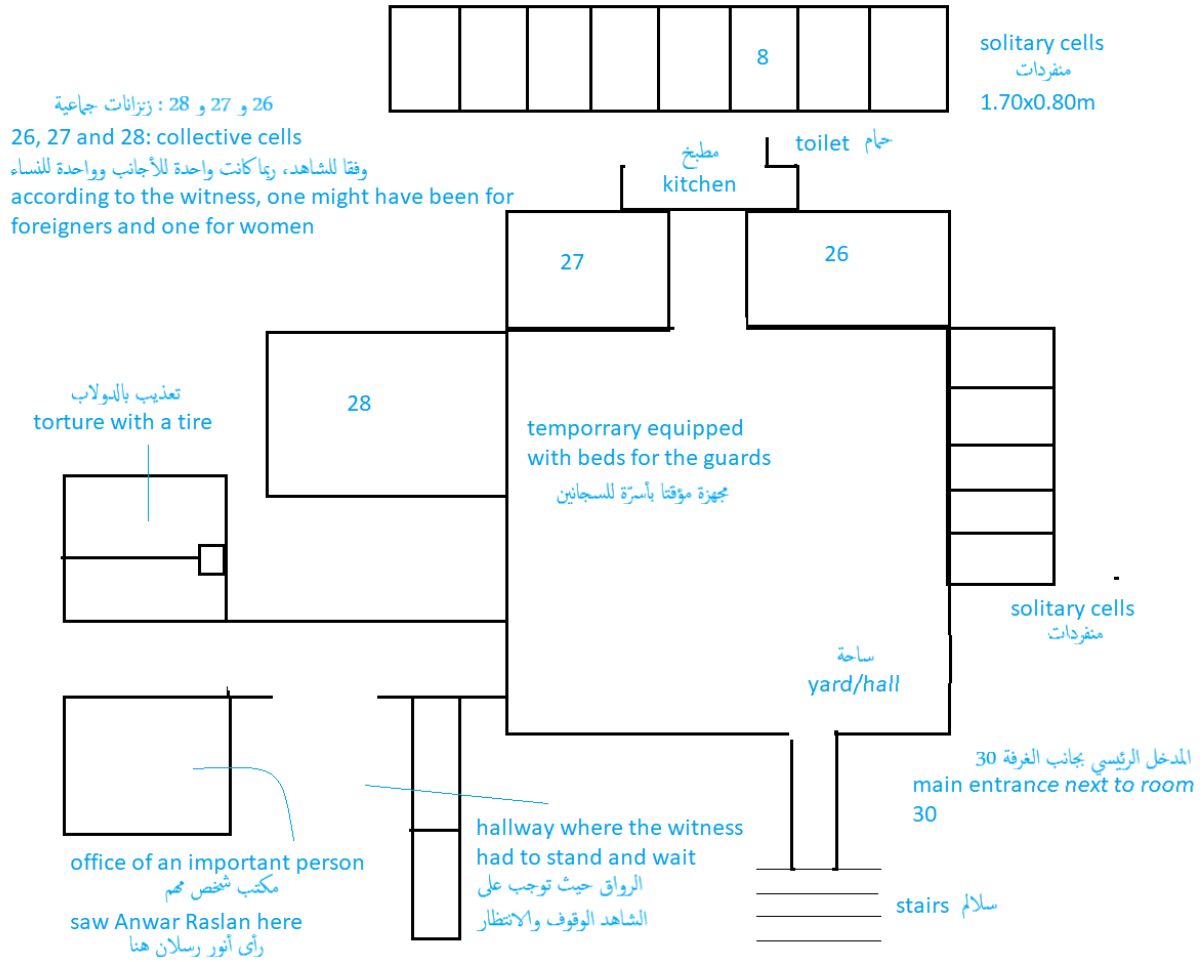 8
solitary cells
منفردات
1.70x0.80m
26 و 27 و 28 : زنزانات جماعية
26, 27 and 28: collective cells
وفقا للشاهد، ربما كانت واحدة للأجانب وواحدة للنساء
according to the witness, one might have been for
foreigners and one for women
toilet حمام
مطبخ
kitchen
27
26
28
تعذيب بالدولاب
torture with a tire
temporrary equipped
with beds for the guards
مجهزة مؤقتا بأسرّة للسجانين
solitary cells
منفردات
ساحة
yard/hall
المدخل الرئيسي بجانب الغرفة 30
main entrance next to room
30
office of an important person
مكتب شخص مهم
saw Anwar Raslan here
رأى أنور رسلان هنا
hallway where the witness
had to stand and wait
الرواق حيث توجب على
الشاهد الوقوف والانتظار
stairs سلالم